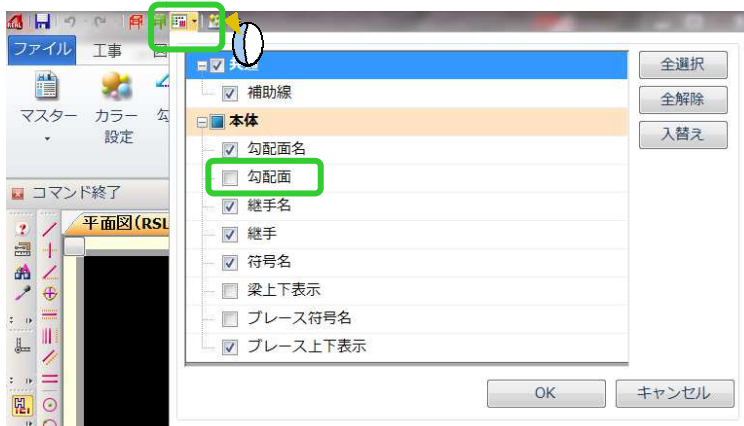 ファイル
工事
マスター
カラー
設定
コマンド終了
平面図(RSL
補助線
本体
勾配面名
勾配面
継手名
継手
符号名
梁上下表示
ブレース符号名
ブレース上下表示
全選択
全解除
入替え
OK
キャンセル